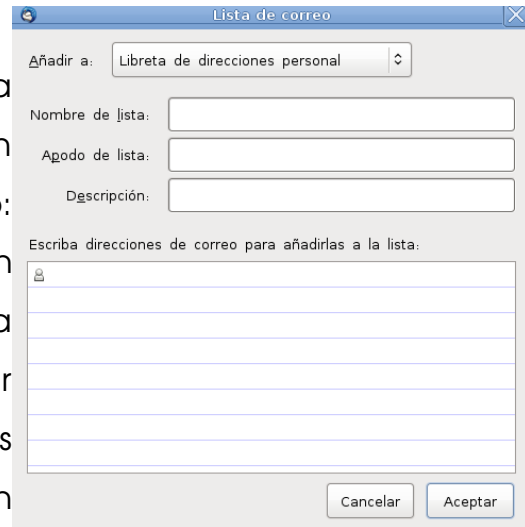 Lista de correo
Añadir a: Libreta de direcciones personal
a
Nombre de lista:
n
Apodo de lista:
o:
Descripción:
n
Escriba direcciones de correo para añadirlas a la lista:
a
r
s
Cancelar Aceptar
n